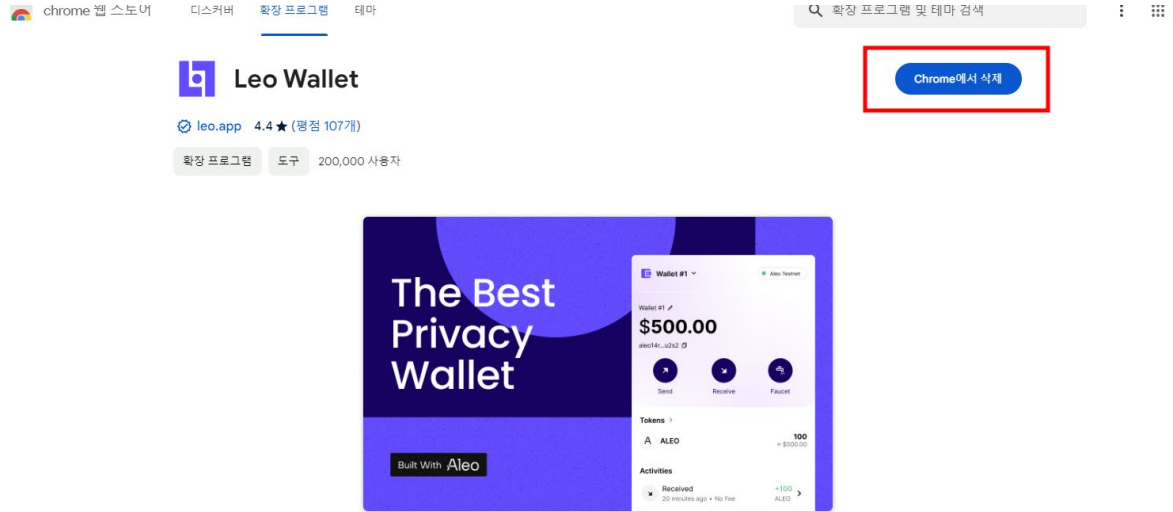 chrome 웹 스토어 디스커버 확장 프로그램 테마 확장 프로그램 및 테마 검색
Leo Wallet Chrome에서 삭제
leo.app 4.4 ★ (평점 107개)
확장 프로그램 도구 200,000 사용자
The Best
Privacy
Wallet
Built With Aleo
Wallet #1 Aleo Testnet
Wallet #1
$500.00
aleo14r...u2s2
Send Receive Faucet
Tokens >
A ALEO 100
≈ $500.00
Activities
Received +100 >
20 minutes ago • No Fee ALEO